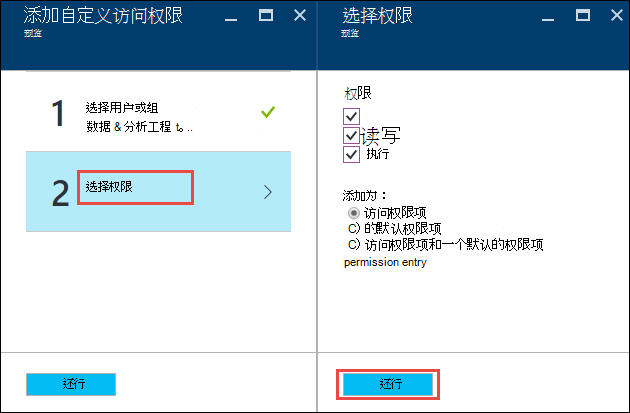 添加自定义访问权限
预览
1
选择用户或组
数据 & 分析工程 t。..
2
选择权限
还行
选择权限
预览
权限
读写
执行
添加为：
访问权限项
C) 的默认权限项
C) 访问权限项和一个默认的权限项
permission entry
还行